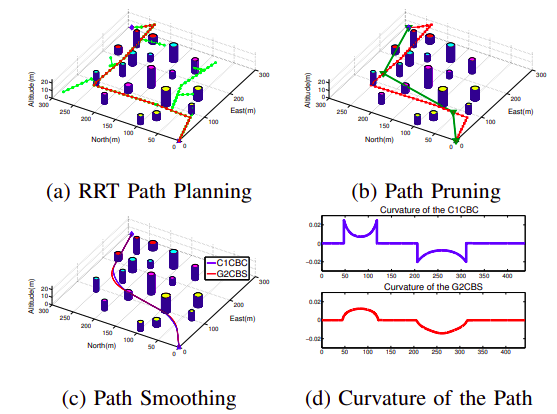 Altitude(m)
20
10
0
300
250
200
150
100
50
0
North(m)
0
100
200
300
East(m)
(a) RRT Path Planning
Altitude(m)
20
10
0
300
250
200
150
100
50
0
North(m)
0
100
200
300
East(m)
(b) Path Pruning
Altitude(m)
20
10
0
300
250
200
150
100
50
0
North(m)
0
100
200
300
East(m)
C1CBC
G2CBS
(c) Path Smoothing
Curvature of the C1CBC
0.02
0
-0.02
0 50 100 150 200 250 300 350 400
Curvature of the G2CBS
0.02
0
-0.02
0 50 100 150 200 250 300 350 400
(d) Curvature of the Path